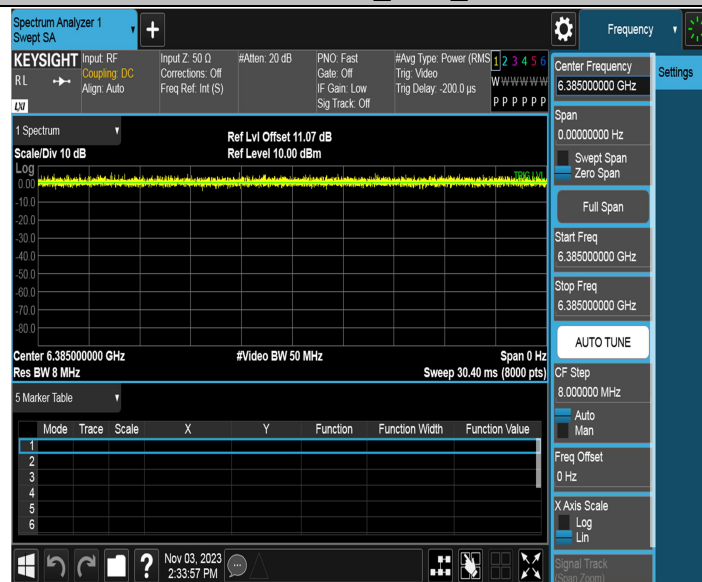 Spectrum Analyzer 1
Swept SA
Frequency
KEYSIGHT
RL
LXI
Input: RF
Coupling: DC
Align: Auto
Input Z: 50 Ω
Corrections: Off
Freq Ref: Int (S)
#Atten: 20 dB
PNO: Fast
Gate: Off
IF Gain: Low
Sig Track: Off
#Avg Type: Power (RMS
Trig: Video
Trig Delay: -200.0 µs
1 2 3 4 5 6
W W W W W W
P P P P P P
Settings
Center Frequency
6.385000000 GHz
Span
0.00000000 Hz
Swept Span
Zero Span
Full Span
Start Freq
6.385000000 GHz
Stop Freq
6.385000000 GHz
AUTO TUNE
CF Step
8.000000 MHz
Auto
Man
Freq Offset
0 Hz
X Axis Scale
Log
Lin
Signal Track
(Span Zoom)
1 Spectrum
Scale/Div 10 dB
Ref Lvl Offset 11.07 dB
Ref Level 10.00 dBm
Log
TRIG LVL
0.00
-10.0
-20.0
-30.0
-40.0
-50.0
-60.0
-70.0
-80.0
Center 6.385000000 GHz
#Video BW 50 MHz
Span 0 Hz
Res BW 8 MHz
Sweep 30.40 ms (8000 pts)
5 Marker Table
Mode Trace Scale X Y Function Function Width Function Value
1
2
3
4
5
6
?
Nov 03, 2023
2:33:57 PM